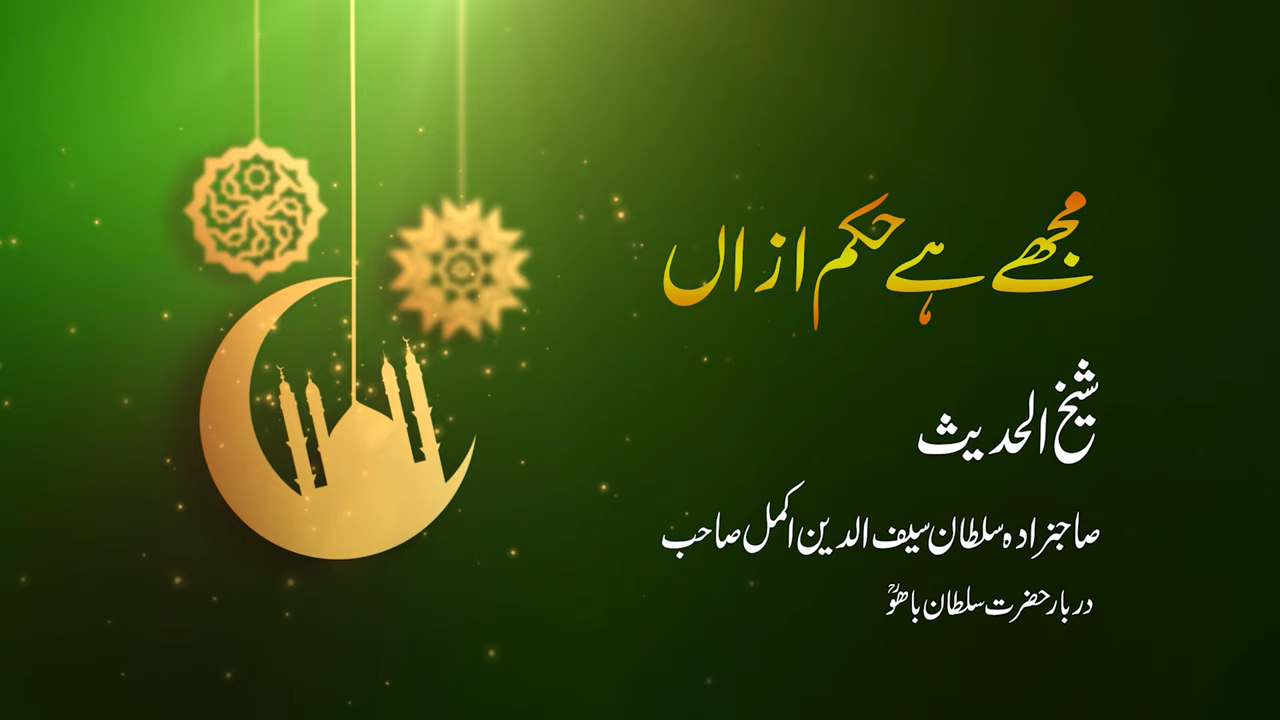 مجھے ہے حکم اذاں
شیخ الحدیث
صاحبزادہ سلطان سیف الدین اکمل صاحب
دربار حضرت سلطان باھوؒ